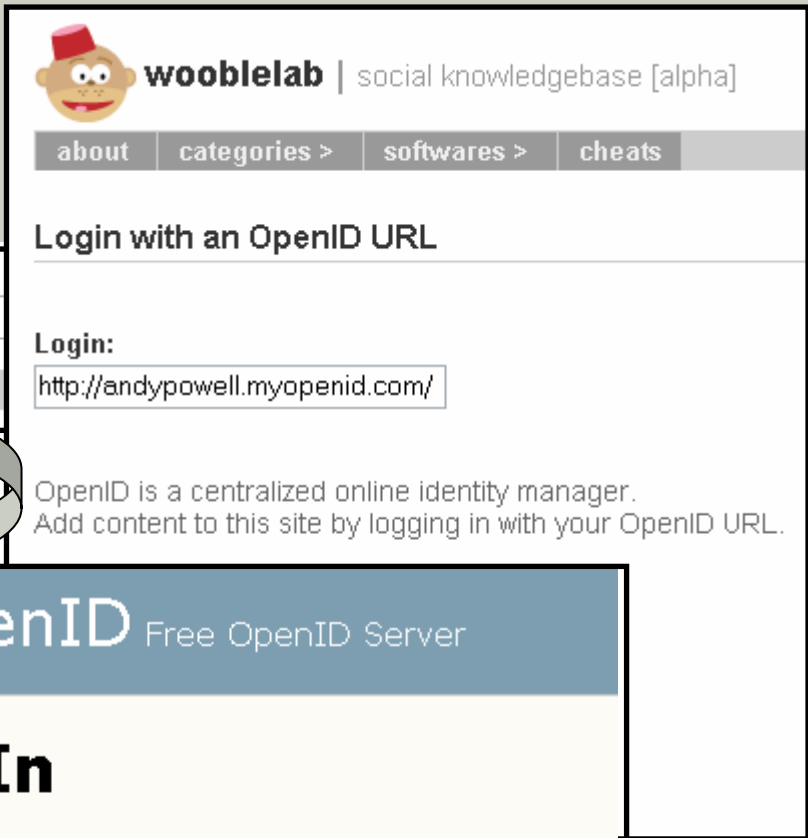 wooblelab | social knowledgebase [alpha]
about categories > softwares > cheats
Login with an OpenID URL
Login:
http://andypowell.myopenid.com/
OpenID is a centralized online identity manager.
Add content to this site by logging in with your OpenID URL.
enID Free OpenID Server
In